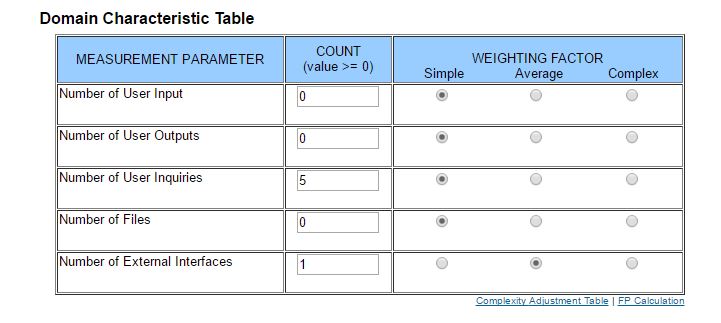 Domain Characteristic Table
MEASUREMENT PARAMETER
COUNT
(value >= 0)
WEIGHTING FACTOR
Simple Average Complex
Number of User Input 0
Number of User Outputs 0
Number of User Inquiries 5
Number of Files 0
Number of External Interfaces 1
Complexity Adjustment Table | FP Calculation